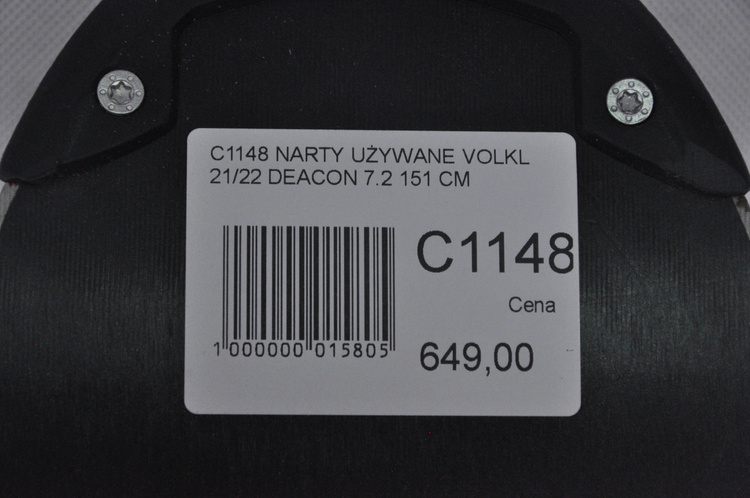 C1148 NARTY UŻYWANE VOLKL
21/22 DEACON 7.2 151 CM
C1148
Cena
1 000000 015805
649,00